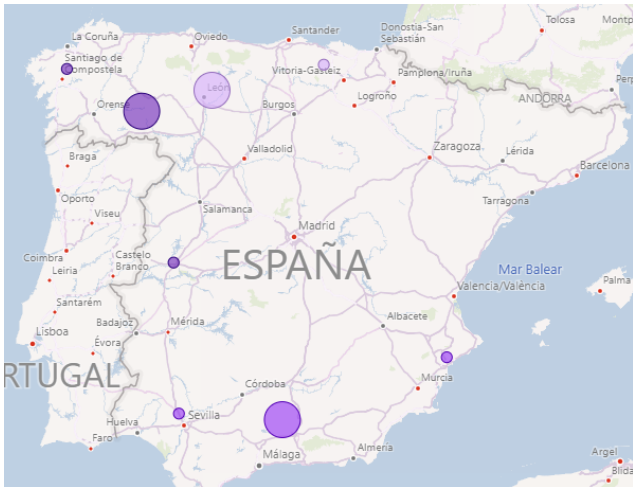 La Coruña
Oviedo
Santander
Donostia-San
Sebastián
Tolosa
Montp
Santiago de
Compostela
Vitoria-Gasteiz
Pamplona/Iruña
León
Logroño
ANDORRA
Perp
Orense
Burgos
Braga
Valladolid
Zaragoza
Lérida
Barcelona
Oporto
Tarragona
Viseu
Salamanca
Madrid
Coimbra
Castelo
Branco
ESPAÑA
Mar Balear
Leiria
Palma
Valencia/València
Santarém
Badajoz
Mérida
Albacete
Lisboa
Évora
RTUGAL
Murcia
Córdoba
Huelva
Sevilla
Faro
Málaga
Almeria
Argel
Blida